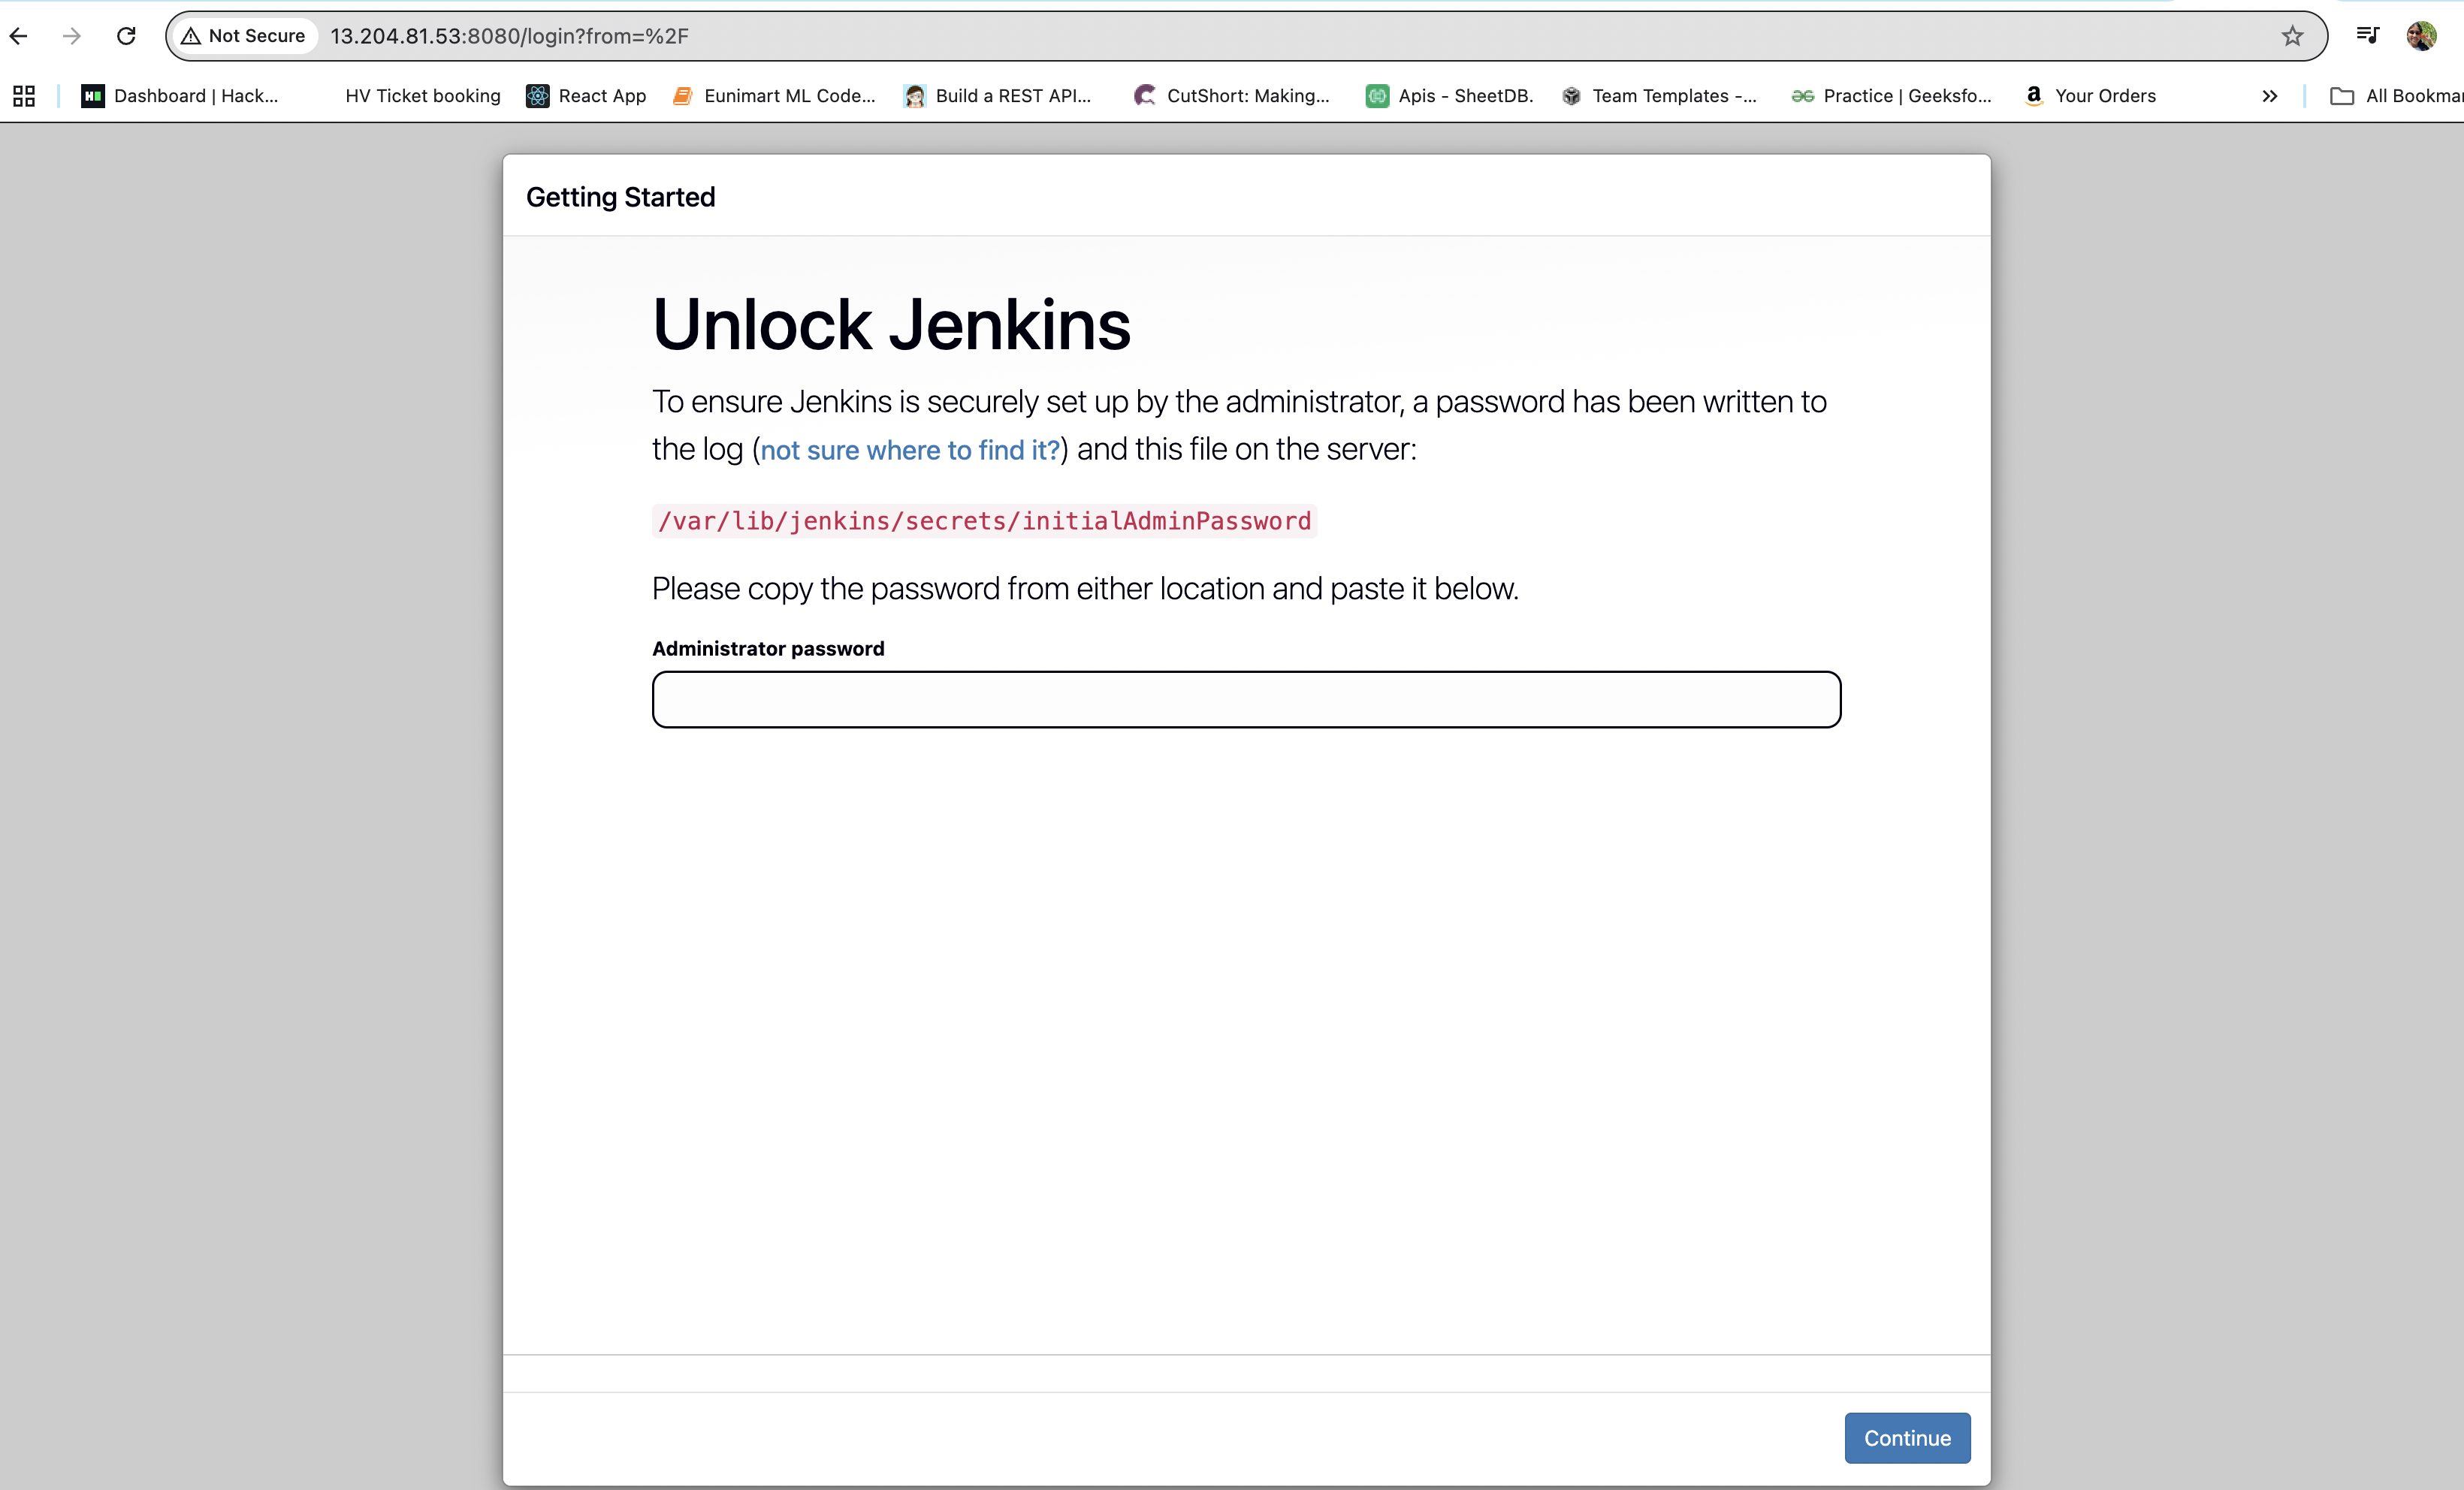 Not Secure 13.204.81.53:8080/login?from=%2F
Dashboard | Hack... HV Ticket booking React App Eunimart ML Code... Build a REST API... CutShort: Making... Apis - SheetDB. Team Templates -... Practice | Geeksfo... a Your Orders » All Bookmar
Getting Started
Unlock Jenkins
To ensure Jenkins is securely set up by the administrator, a password has been written to
the log (not sure where to find it?) and this file on the server:
/var/lib/jenkins/secrets/initialAdminPassword
Please copy the password from either location and paste it below.
Administrator password
Continue